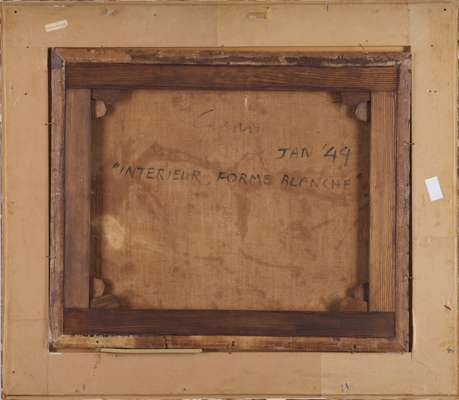 JAN '49
"INTERIEUR, FORME BLANCHE"